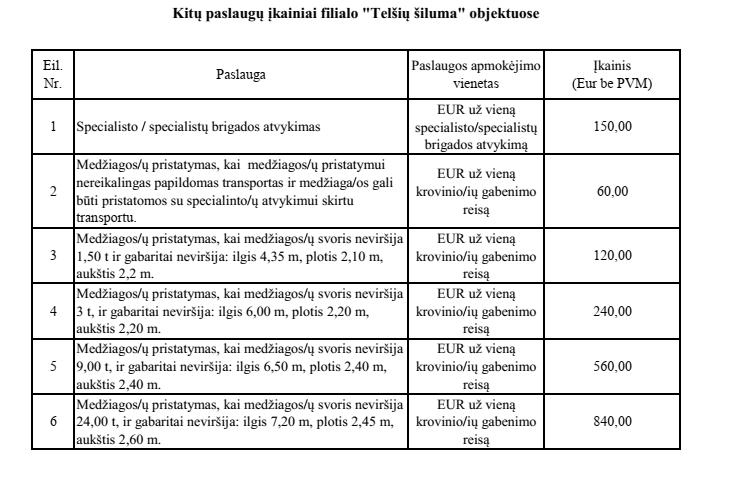 Kitų paslaugų įkainiai filialo "Telšių šiluma" objektuose
Eil.
Nr.
Paslauga
Paslaugos apmokėjimo
vienetas
Įkainis
(Eur be PVM)
1
Specialisto / specialistų brigados atvykimas
EUR už vieną
specialisto/specialistų
brigados atvykimą
150,00
2
Medžiagos/ų pristatymas, kai medžiagos/ų pristatymui
nereikalingas papildomas transportas ir medžiaga/os gali
būti pristatomos su specialinto/ų atvykimui skirtu
transportu.
EUR už vieną
krovinio/ių gabenimo
reisą
60,00
3
Medžiagos/ų pristatymas, kai medžiagos/ų svoris neviršija
1,50 t ir gabaritai neviršija: ilgis 4,35 m, plotis 2,10 m,
aukštis 2,2 m.
EUR už vieną
krovinio/ių gabenimo
reisą
120,00
4
Medžiagos/ų pristatymas, kai medžiagos/ų svoris neviršija
3 t, ir gabaritai neviršija: ilgis 6,00 m, plotis 2,20 m,
aukštis 2,20 m.
EUR už vieną
krovinio/ių gabenimo
reisą
240,00
5
Medžiagos/ų pristatymas, kai medžiagos/ų svoris neviršija
9,00 t, ir gabaritai neviršija: ilgis 6,50 m, plotis 2,40 m,
aukštis 2,40 m.
EUR už vieną
krovinio/ių gabenimo
reisą
560,00
6
Medžiagos/ų pristatymas, kai medžiagos/ų svoris neviršija
24,00 t, ir gabaritai neviršija: ilgis 7,20 m, plotis 2,45 m,
aukštis 2,60 m.
EUR už vieną
krovinio/ių gabenimo
reisą
840,00